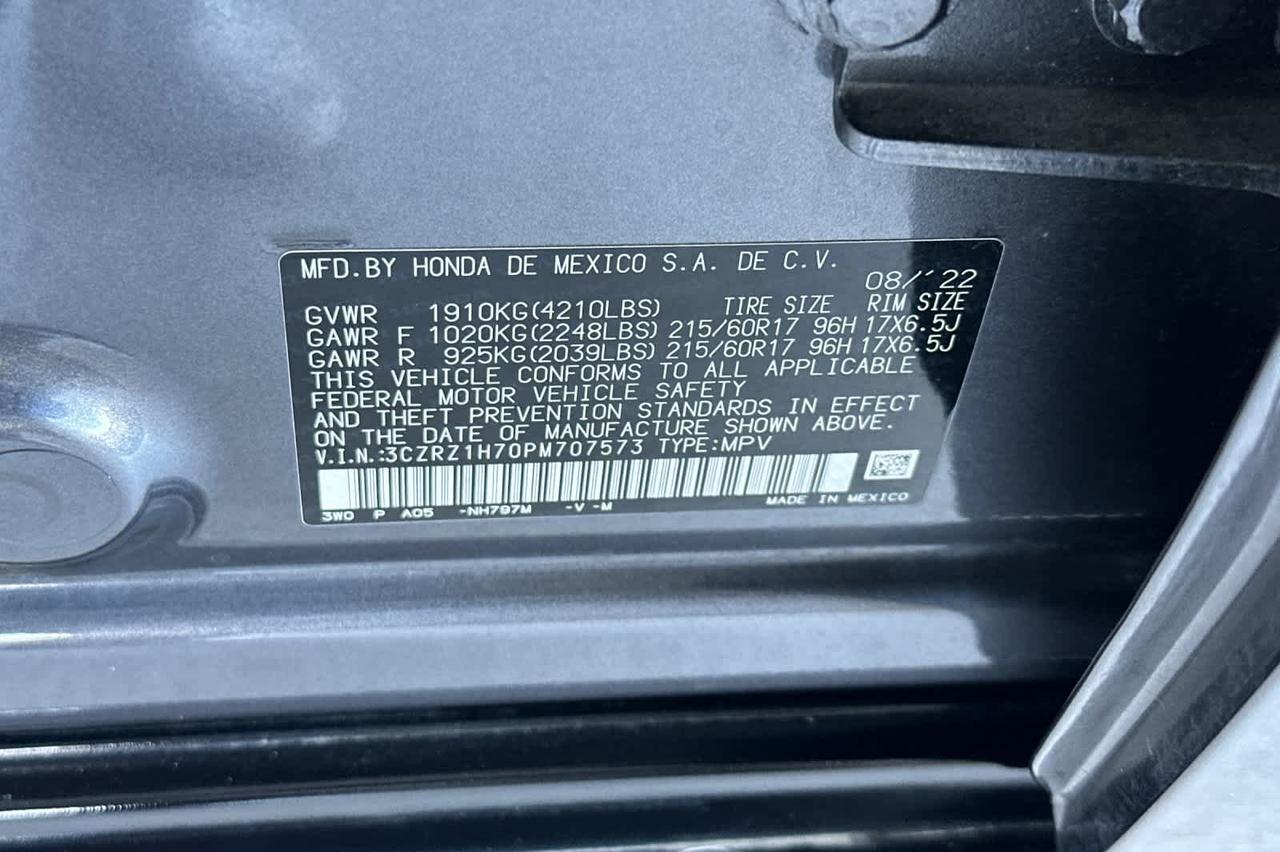 MFD.BY HONDA DE MEXICO S.A. DE C.V. 08/'22
GVWR 1910KG(4210LBS) TIRE SIZE RIM SIZE
GAWR F 1020KG(2248LBS) 215/60R17 96H 17X6.5J
GAWR R 925KG(2039LBS) 215/60R17 96H 17X6.5J
THIS VEHICLE CONFORMS TO ALL APPLICABLE
FEDERAL MOTOR VEHICLE SAFETY
AND THEFT PREVENTION STANDARDS IN EFFECT
ON THE DATE OF MANUFACTURE SHOWN ABOVE.
V.I.N.:3CZRZ1H70PM707573 TYPE:MPV
3W0 P A05 -NH797M -V -M MADE IN MEXICO